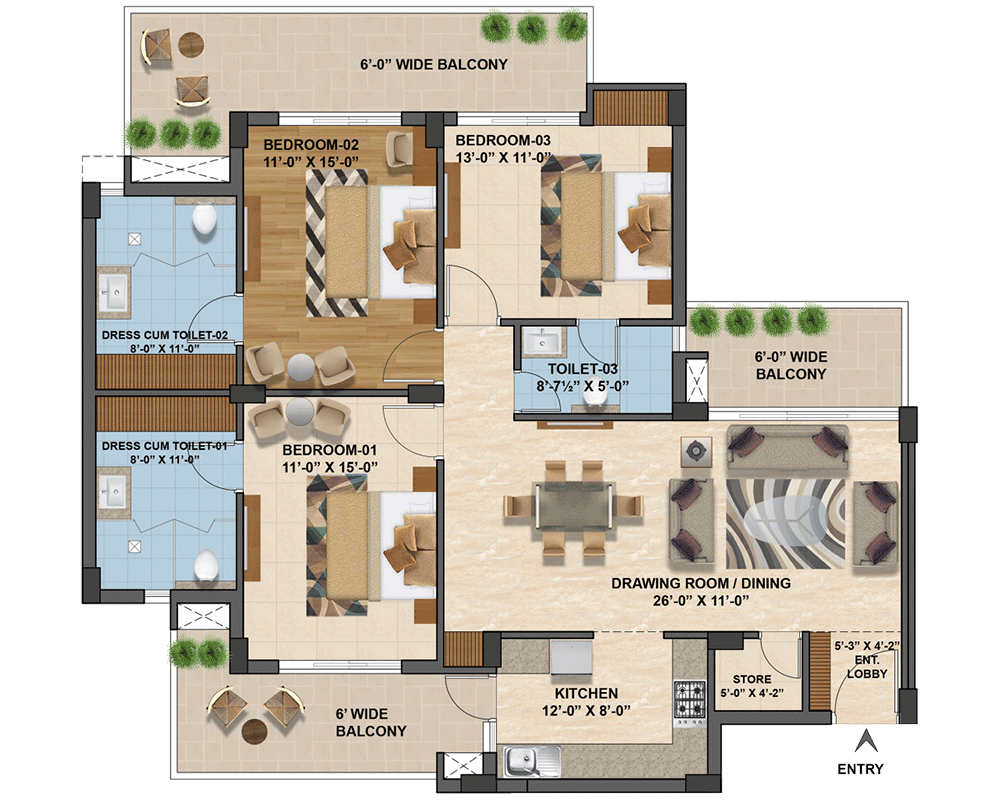 6’-0” WIDE BALCONY
BEDROOM-02
11’-0” X 15’-0”
BEDROOM-03
13’-0” X 11’-0”
DRESS CUM TOILET-02
8’-0” X 11’-0”
TOILET-03
8’-7½” X 5’-0”
6’-0” WIDE
BALCONY
DRESS CUM TOILET-01
8’-0” X 11’-0”
BEDROOM-01
11’-0” X 15’-0”
DRAWING ROOM / DINING
26’-0” X 11’-0”
6’ WIDE
BALCONY
KITCHEN
12’-0” X 8’-0”
STORE
5’-0” X 4’-2”
5’-3” X 4’-2”
ENT.
LOBBY
ENTRY